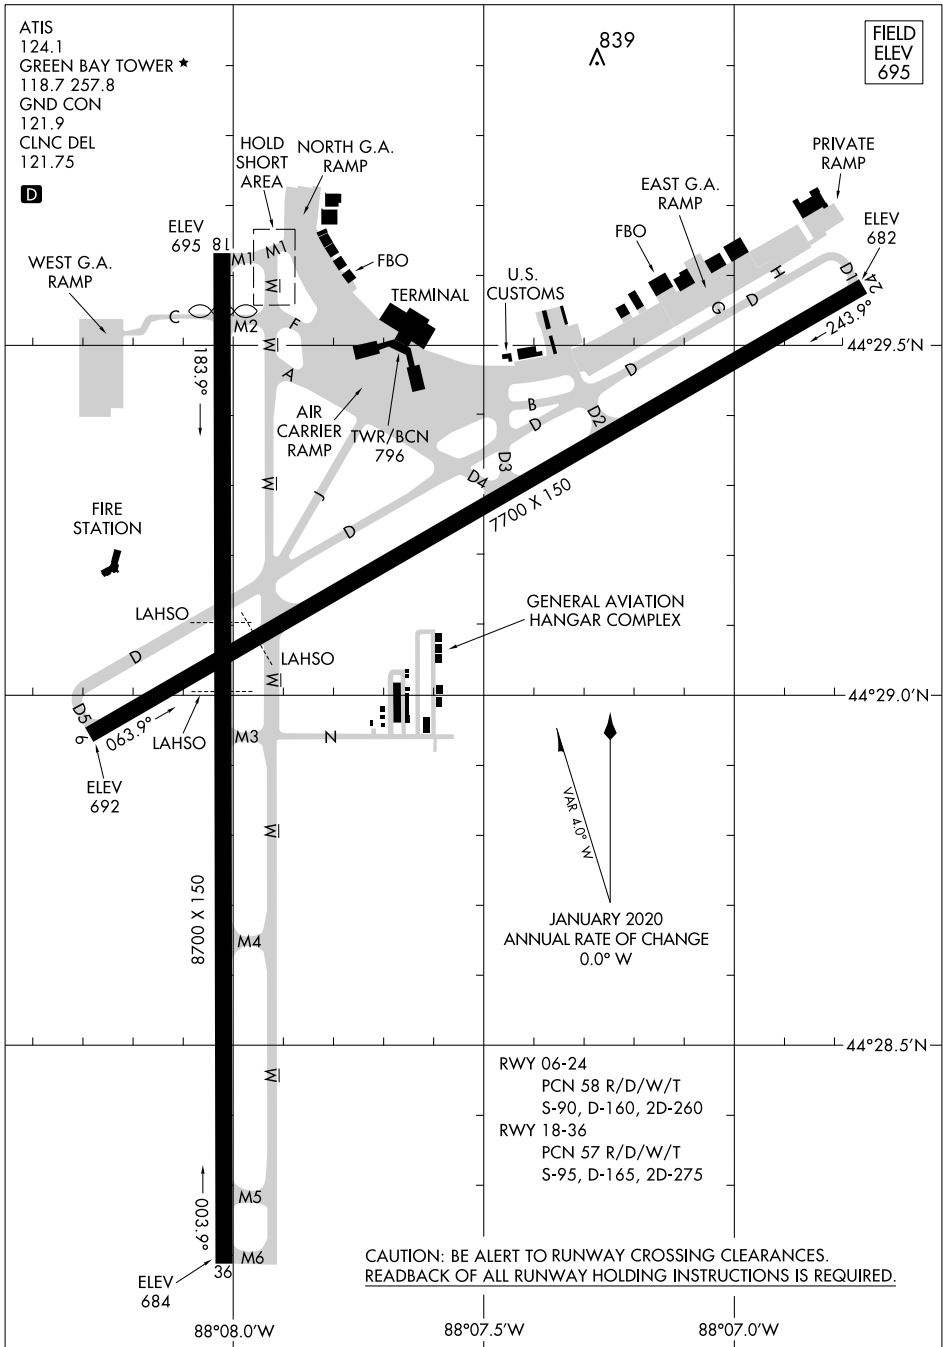 ATIS
124.1
GREEN BAY TOWER ★
118.7 257.8
GND CON
121.9
CLNC DEL
121.75
D
839
FIELD
ELEV
695
HOLD
SHORT
AREA
NORTH G.A.
RAMP
PRIVATE
RAMP
EAST G.A.
RAMP
ELEV
682
FBO
ELEV
695
18
M1
M1
M
WEST G.A.
RAMP
FBO
U.S.
CUSTOMS
TERMINAL
H
D1
24
C
M2
F
G
D
243.9°
183.9°
M
44°29.5'N
A
D
AIR
CARRIER
RAMP
TWR/BCN
796
B
D
D2
D3
D4
M
J
7700 X 150
FIRE
STATION
D
LAHSO
GENERAL AVIATION
HANGAR COMPLEX
D
LAHSO
M
44°29.0'N
D5
6
063.9°
LAHSO
M3
N
ELEV
692
VAR 4.0° W
M
8700 X 151
JANUARY 2020
ANNUAL RATE OF CHANGE
0.0° W
M4
44°28.5'N
M
RWY 06-24
PCN 58 R/D/W/T
S-90, D-160, 2D-260
RWY 18-36
PCN 57 R/D/W/T
S-95, D-165, 2D-275
003.9°
M5
M6
36
ELEV
684
CAUTION: BE ALERT TO RUNWAY CROSSING CLEARANCES.
READBACK OF ALL RUNWAY HOLDING INSTRUCTIONS IS REQUIRED.
88°08.0'W
88°07.5'W
88°07.0'W